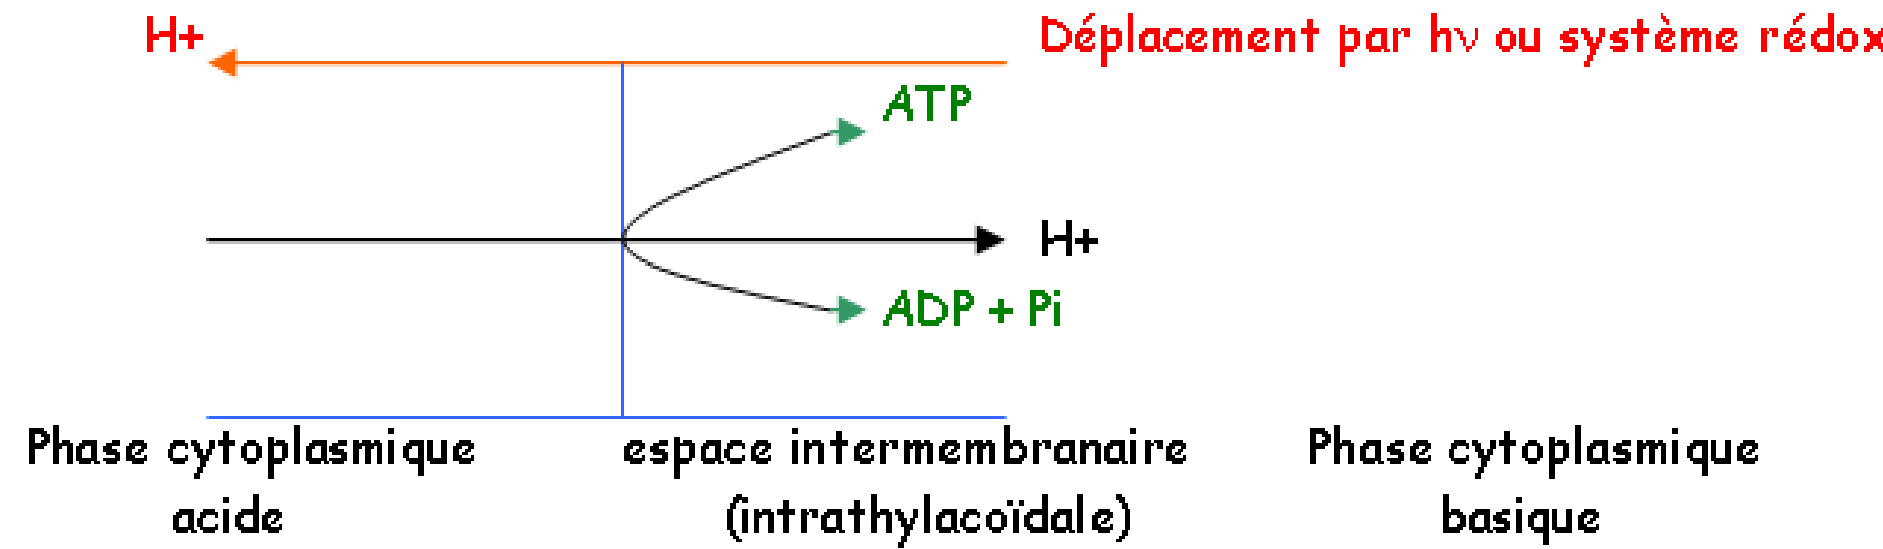 H+
Déplacement par hν ou système rédox
ATP
H+
ADP + Pi
Phase cytoplasmique
acide
espace intermembranaire
(intrathylacoïdale)
Phase cytoplasmique
basique